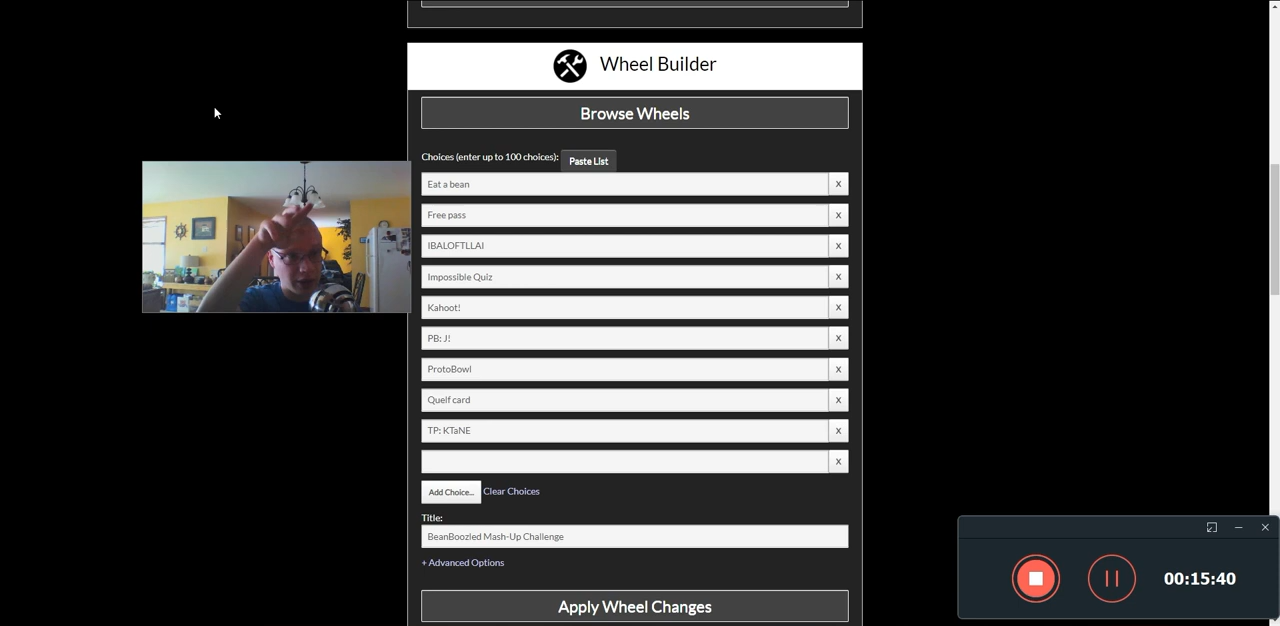 Wheel Builder
Browse Wheels
Choices (enter up to 100 choices): Paste List
Eat a bean X
Free pass X
IBALOFTLLAI X
Impossible Quiz X
Kahoot! X
PB: J! X
ProtoBowl X
Quelf card X
TP: KTaNE X
X
Add Choice... Clear Choices
Title:
BeanBoozled Mash-Up Challenge
+ Advanced Options
Apply Wheel Changes
00:15:40